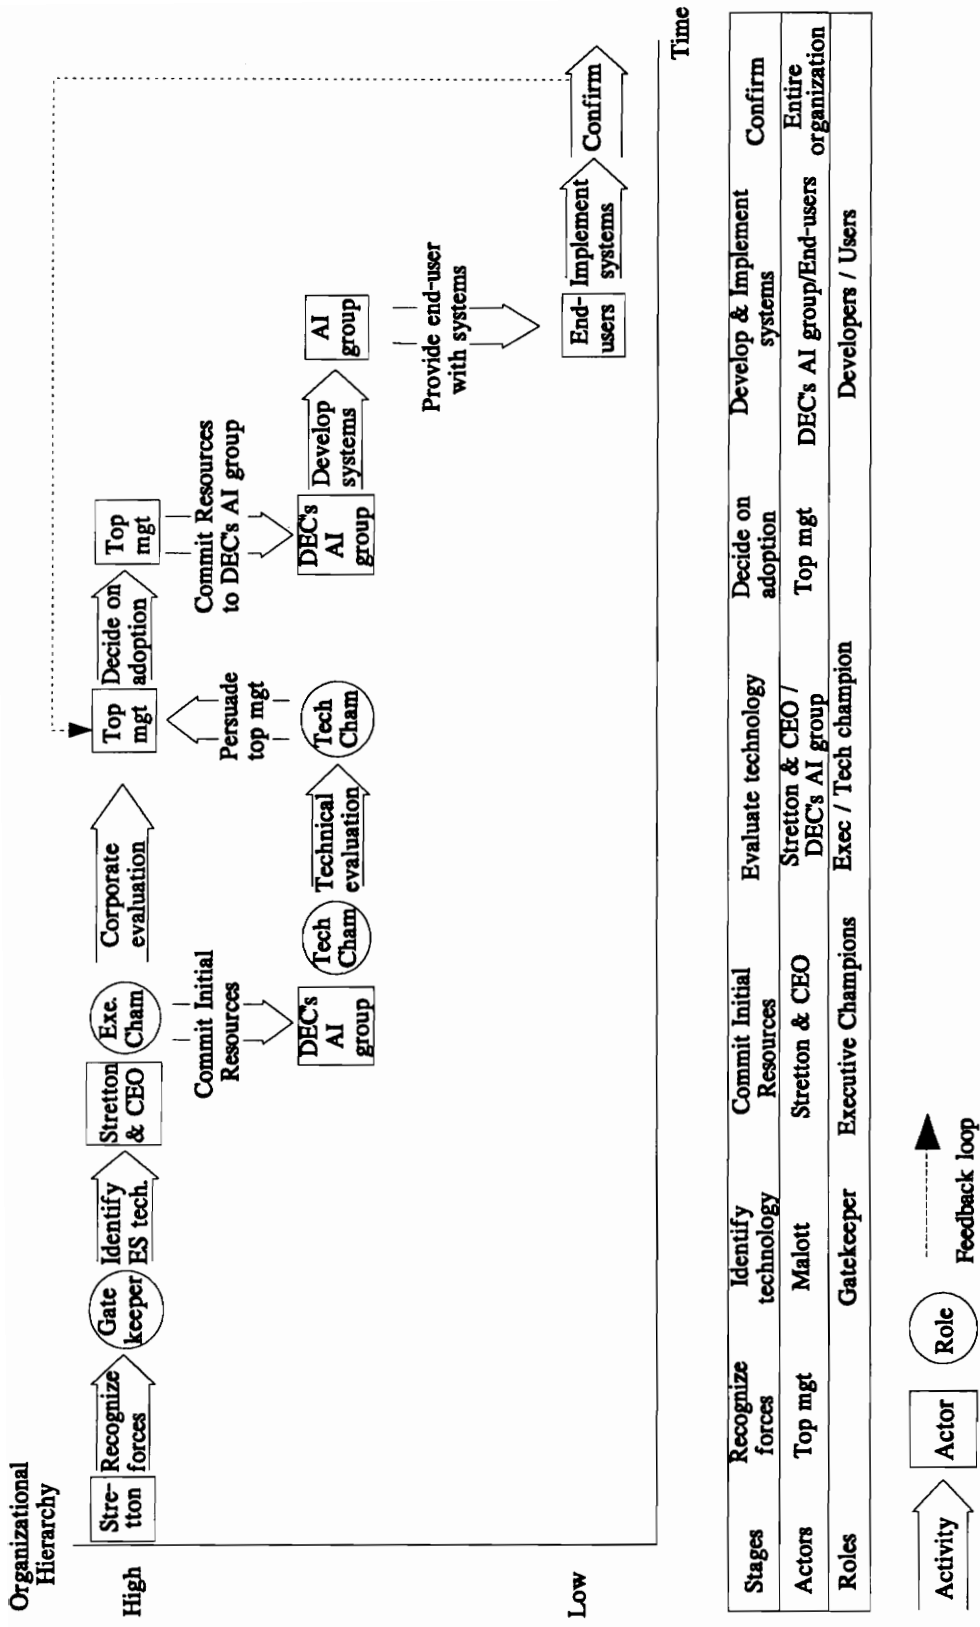 Organizational
Hierarchy
High
Low
Time
Stre-
tton
Recognize
forces
Gate
keeper
Identify
ES tech.
Stretton
& CEO
Exe.
Cham
Corporate
evaluation
Commit Initial
Resources
DEC's
AI
group
Tech
Cham
Technical
evaluation
Tech
Cham
Persuade
top mgt
Top
mgt
Decide on
adoption
Top
mgt
Commit Resources
to DEC's AI group
DEC's
AI
group
Develop
systems
AI
group
Provide end-user
with systems
End-
users
Implement
systems
Confirm
Stages
Recognize
forces
Identify
technology
Commit Initial
Resources
Evaluate technology
Decide on
adoption
Develop & Implement
systems
Confirm
Actors
Top mgt
Malott
Stretton & CEO
Stretton & CEO /
DEC's AI group
Top mgt
DEC's AI group/End-users
Entire
organization
Roles
Gatekeeper
Executive Champions
Exec / Tech champion
Developers / Users
Activity
Actor
Role
Feedback loop